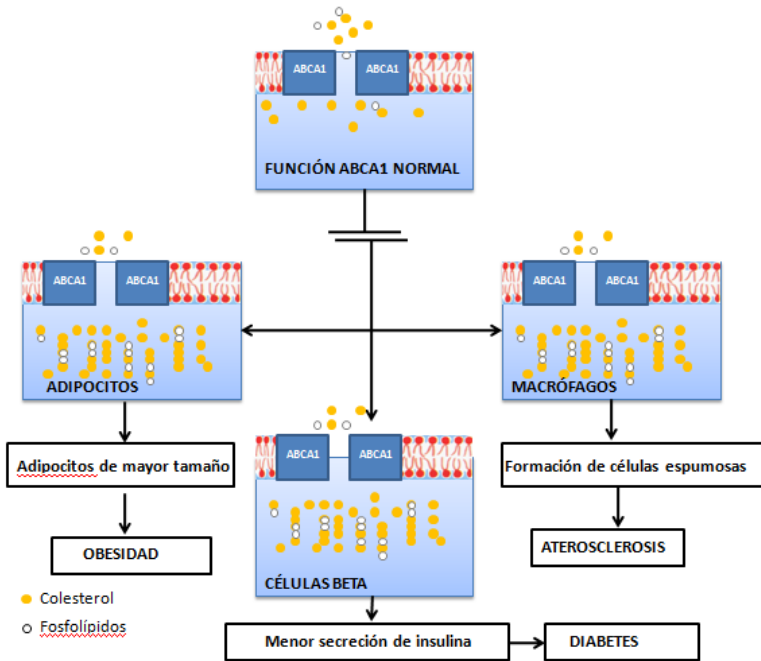 ABCA1
ABCA1
FUNCIÓN ABCA1 NORMAL
ABCA1
ABCA1
ADIPOCITOS
ABCA1
ABCA1
MACRÓFAGOS
Adipocitos de mayor tamaño
OBESIDAD
ABCA1
ABCA1
CÉLULAS BETA
Formación de células espumosas
ATEROSCLEROSIS
Colesterol
Fosfolípidos
Menor secreción de insulina
DIABETES